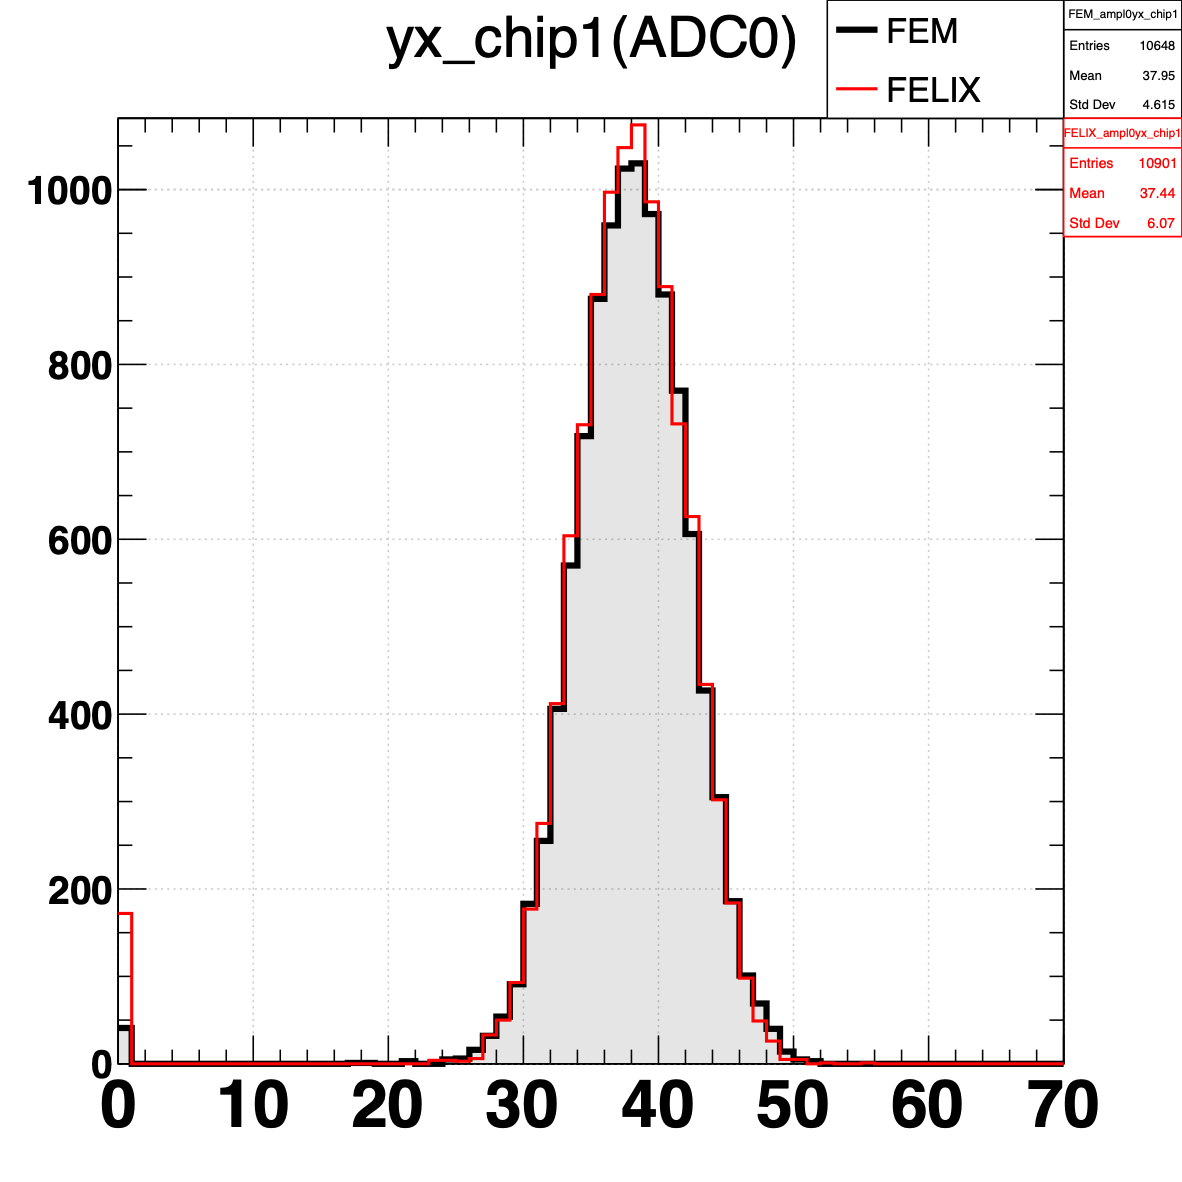 yx_chip1(ADC0)
FEM
FELIX
FEM_ampl0yx_chip1
Entries 10648
Mean 37.95
Std Dev 4.615
FELIX_ampl0yx_chip1
Entries 10901
Mean 37.44
Std Dev 6.07
1000
800
600
400
200
0
0 10 20 30 40 50 60 70